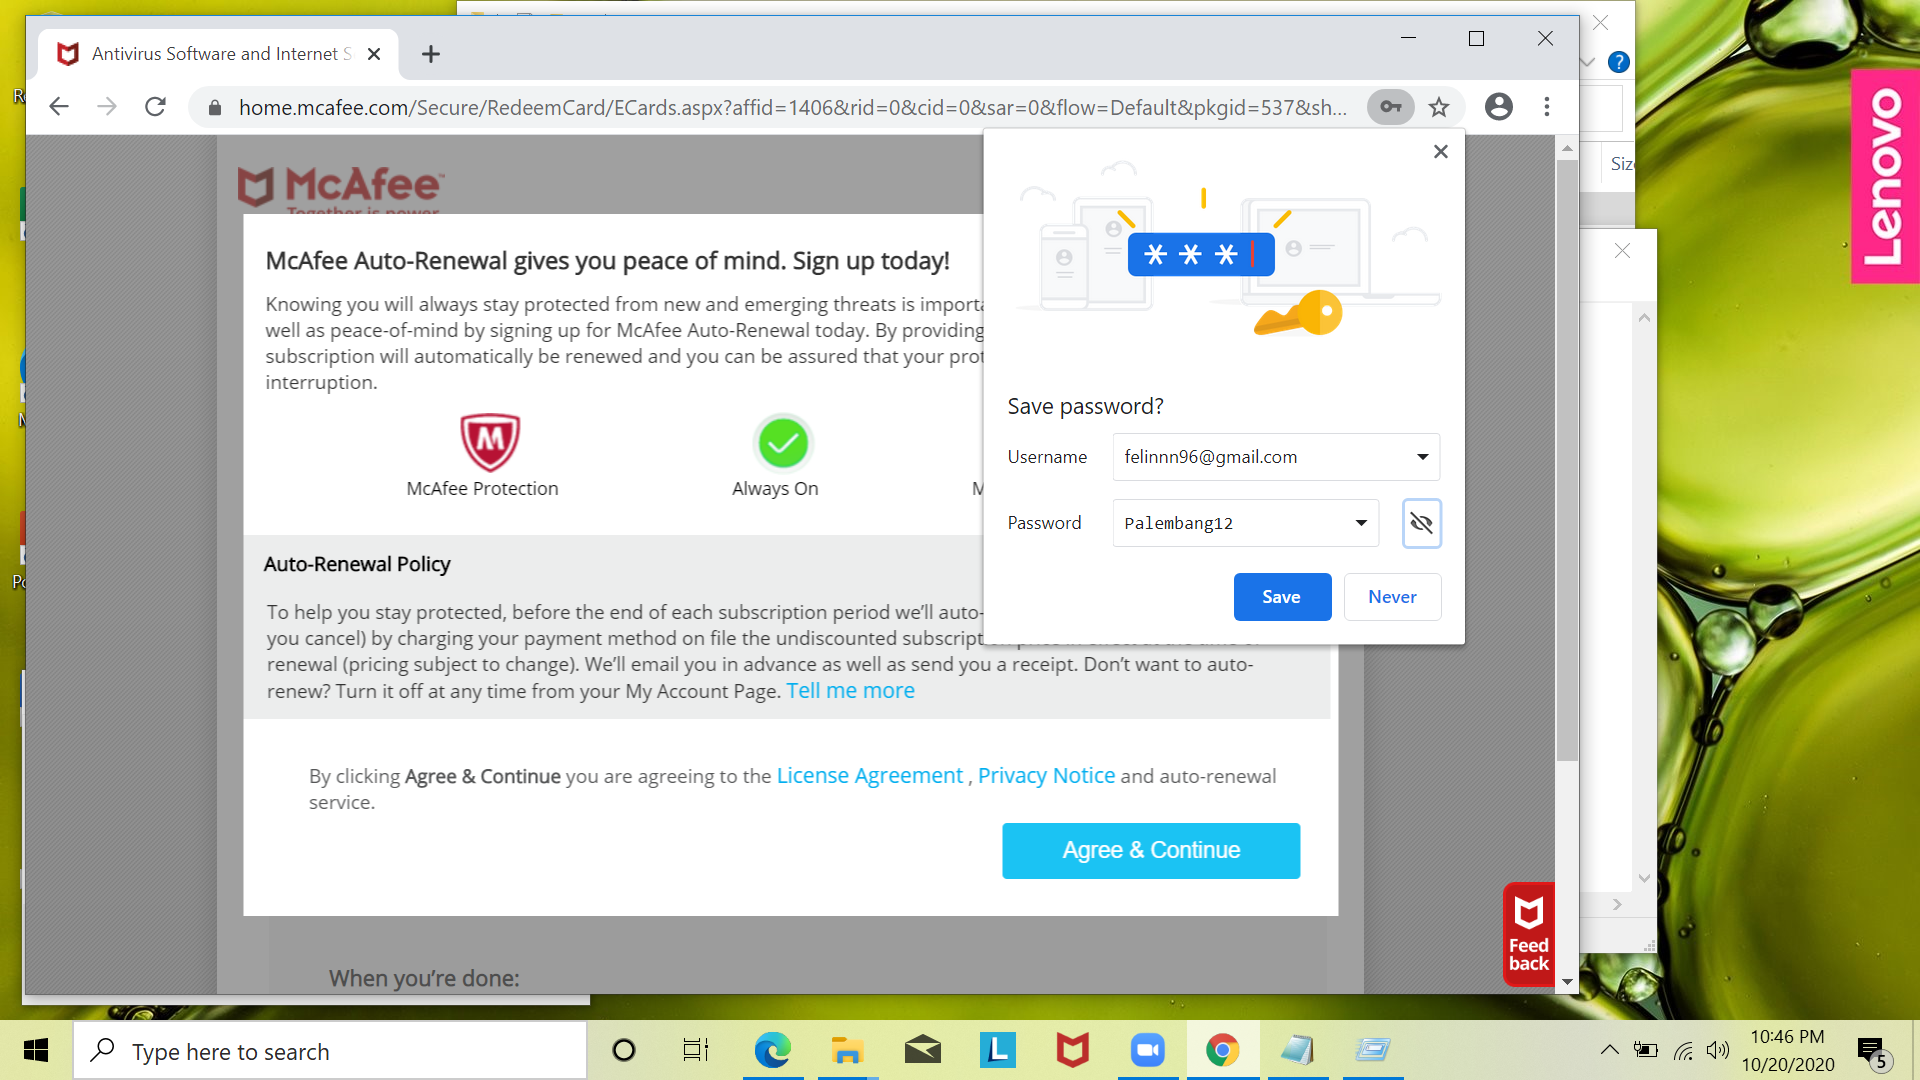 Antivirus Software and Internet S
home.mcafee.com/Secure/RedeemCard/ECards.aspx?affid=1406&rid=0&cid=0&sar=0&flow=Default&pkgid=537&sh...
Siz
Lenovo
McAfee™
Together is power.
McAfee Auto-Renewal gives you peace of mind. Sign up today!
Knowing you will always stay protected from new and emerging threats is importa
well as peace-of-mind by signing up for McAfee Auto-Renewal today. By providing
subscription will automatically be renewed and you can be assured that your prot
interruption.
McAfee Protection
Always On
M
Save password?
Username
felinnn96@gmail.com
Password
Palembang12
Save
Never
Auto-Renewal Policy
To help you stay protected, before the end of each subscription period we'll auto-
you cancel) by charging your payment method on file the undiscounted subscription price in effect at the time of
renewal (pricing subject to change). We'll email you in advance as well as send you a receipt. Don't want to auto-
renew? Turn it off at any time from your My Account Page. Tell me more
By clicking Agree & Continue you are agreeing to the License Agreement , Privacy Notice and auto-renewal
service.
Agree & Continue
When you're done:
Feed
back
Type here to search
10:46 PM
10/20/2020
5